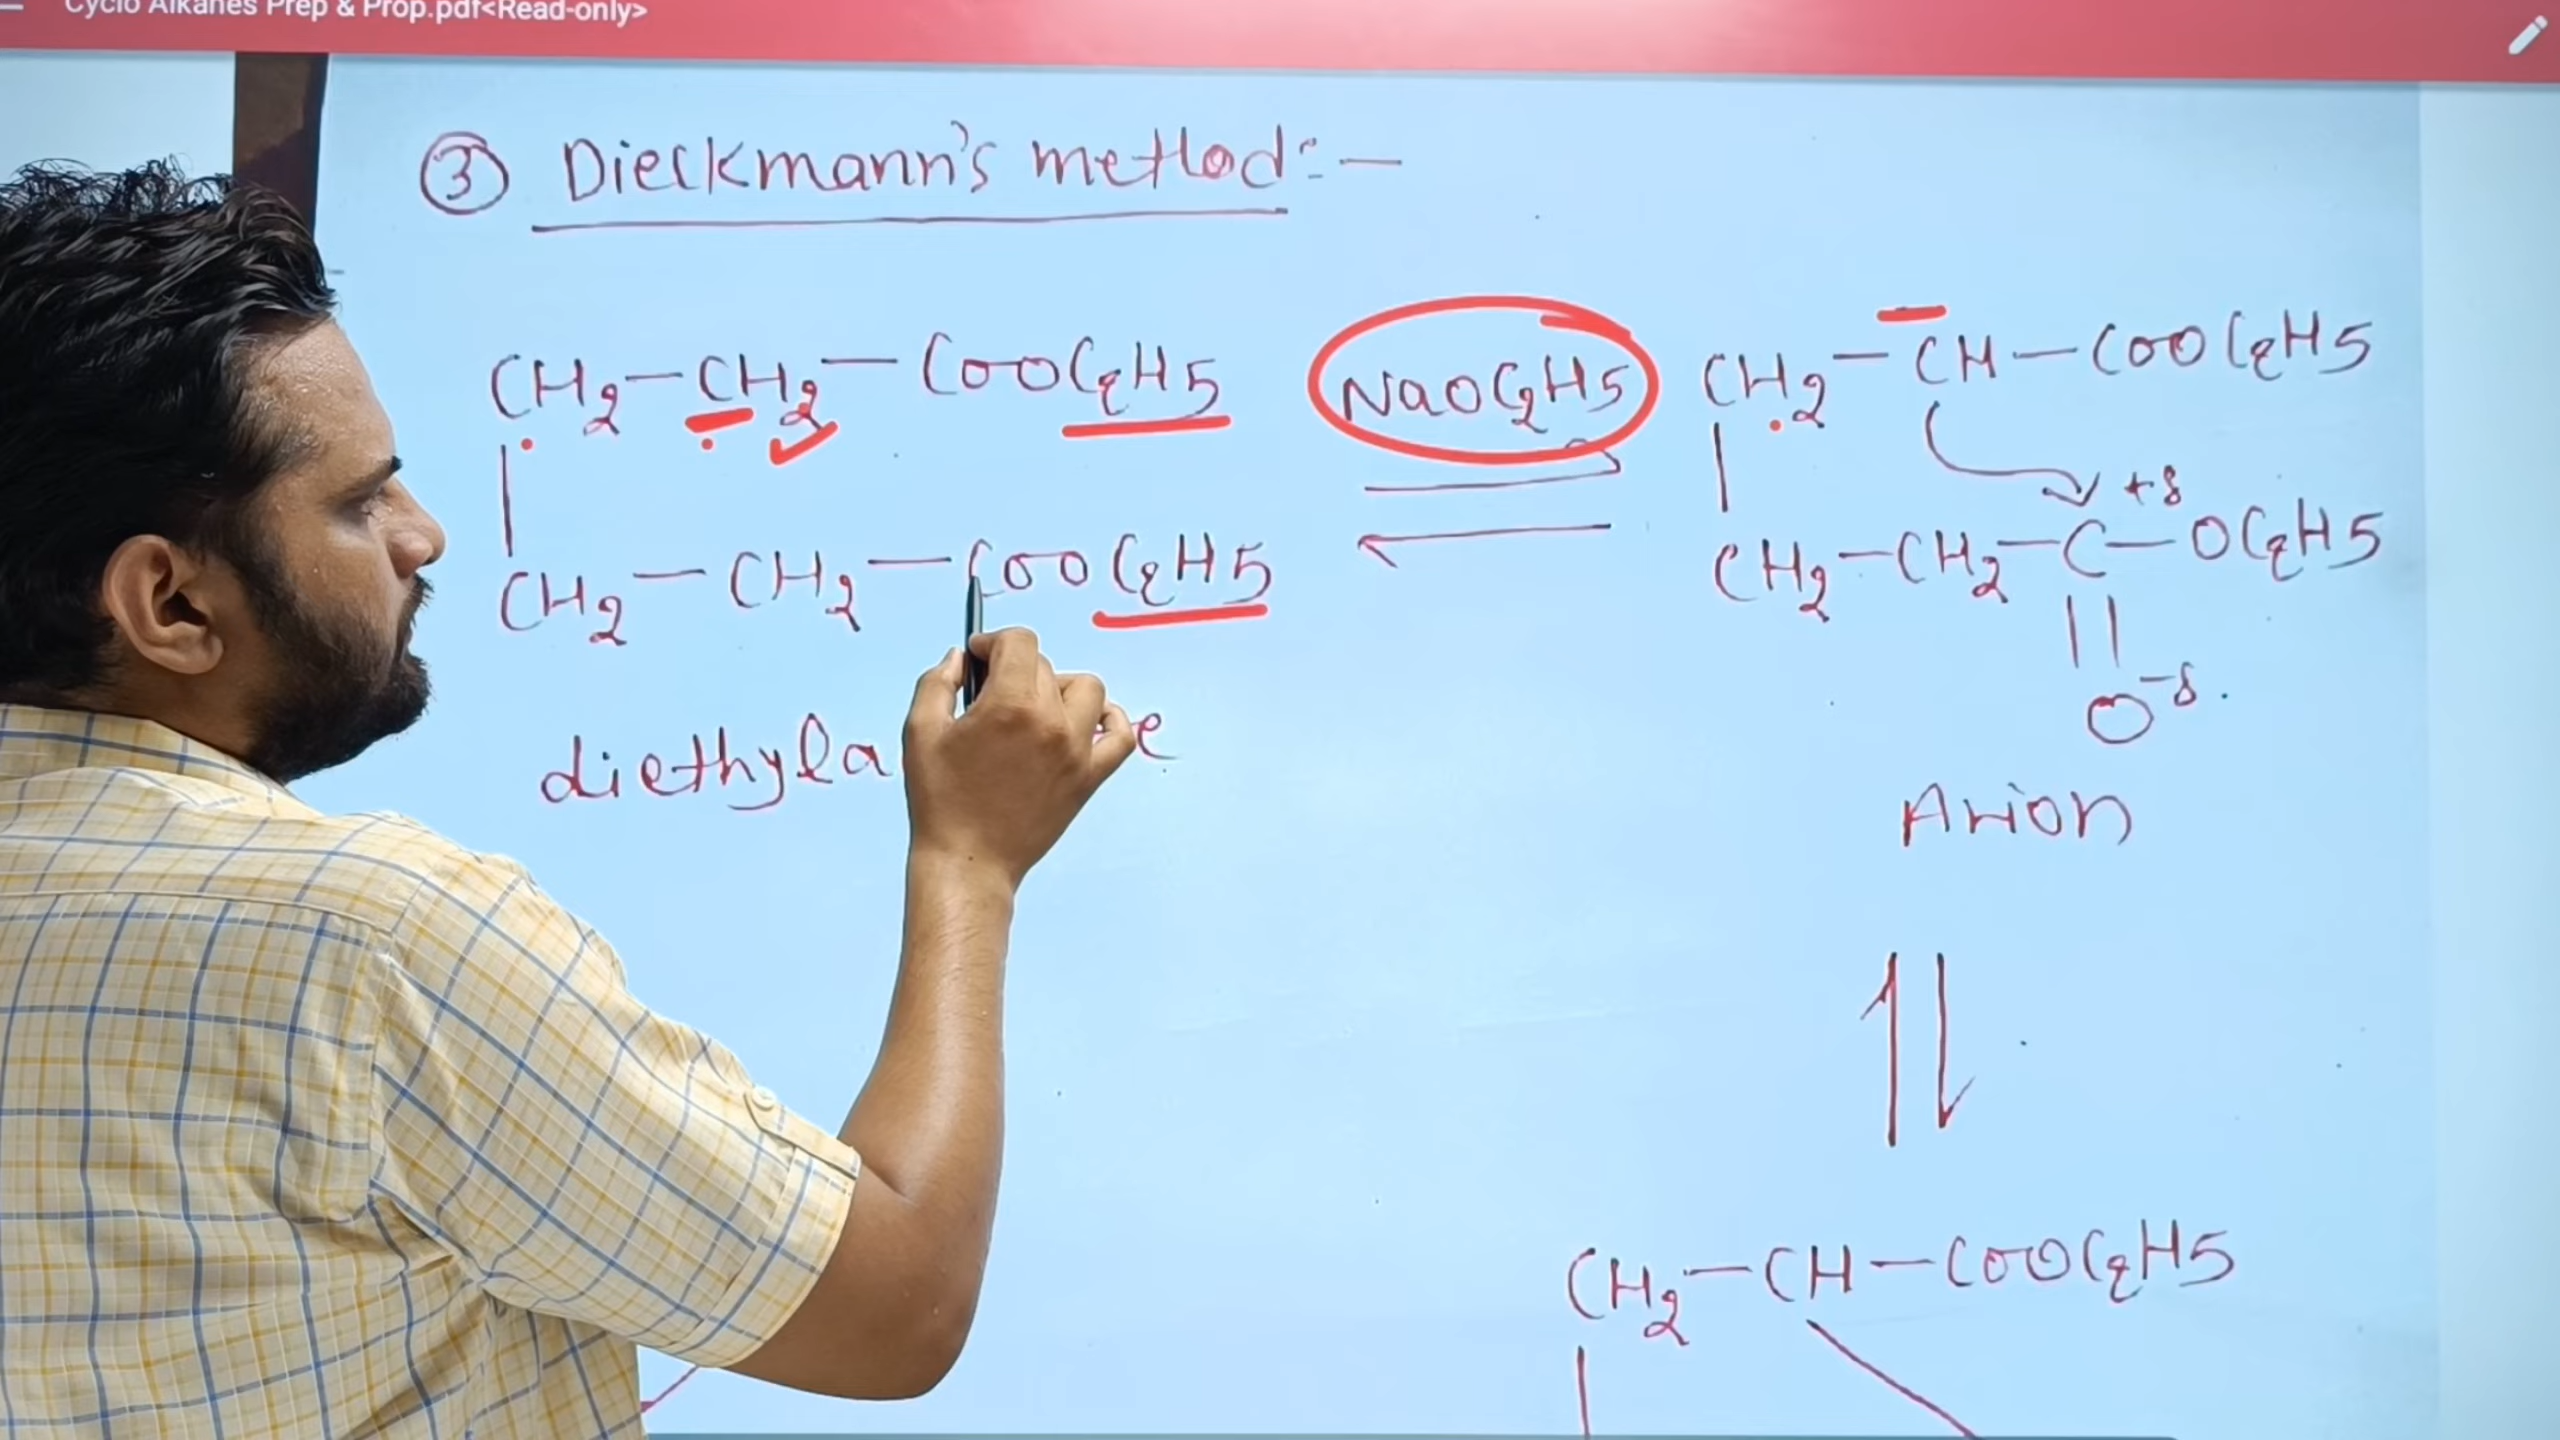 Cyclo Alkanes Prep & Prop.pdf<Read-only>
③ Dieckmann's method:-
CH2-CH2-COOC2H5
NaOC2H5
CH2-CH-COOC2H5
CH2-CH2-COOC2H5
CH2-CH2-C-OC2H5
+δ
O-δ.
Anion
CH2-CH-COOC2H5